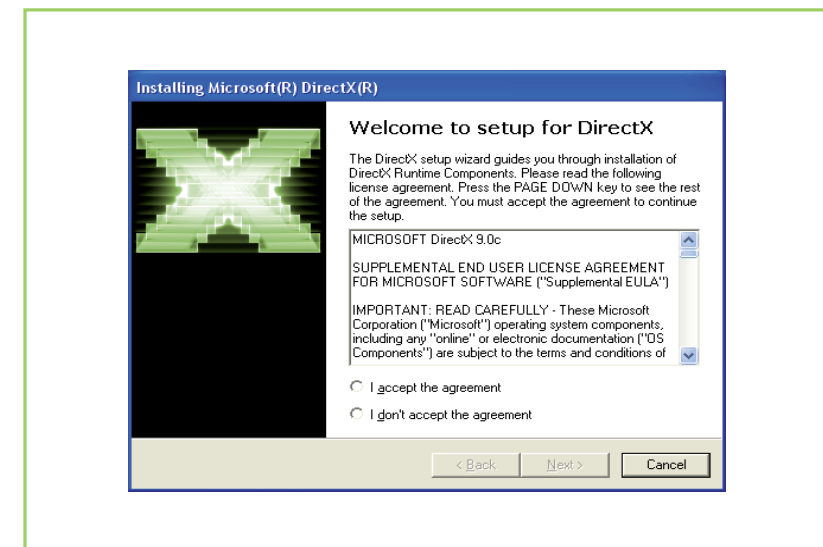 Installing Microsoft(R) DirectX(R)
Welcome to setup for DirectX
The DirectX setup wizard guides you through installation of
DirectX Runtime Components. Please read the following
license agreement. Press the PAGE DOWN key to see the rest
of the agreement. You must accept the agreement to continue
the setup.
MICROSOFT DirectX 9.0c
SUPPLEMENTAL END USER LICENSE AGREEMENT
FOR MICROSOFT SOFTWARE ("Supplemental EULA")
IMPORTANT: READ CAREFULLY - These Microsoft
Corporation ("Microsoft") operating system components,
including any "online" or electronic documentation ("OS
Components") are subject to the terms and conditions of
I accept the agreement
I don't accept the agreement
< Back
Next >
Cancel